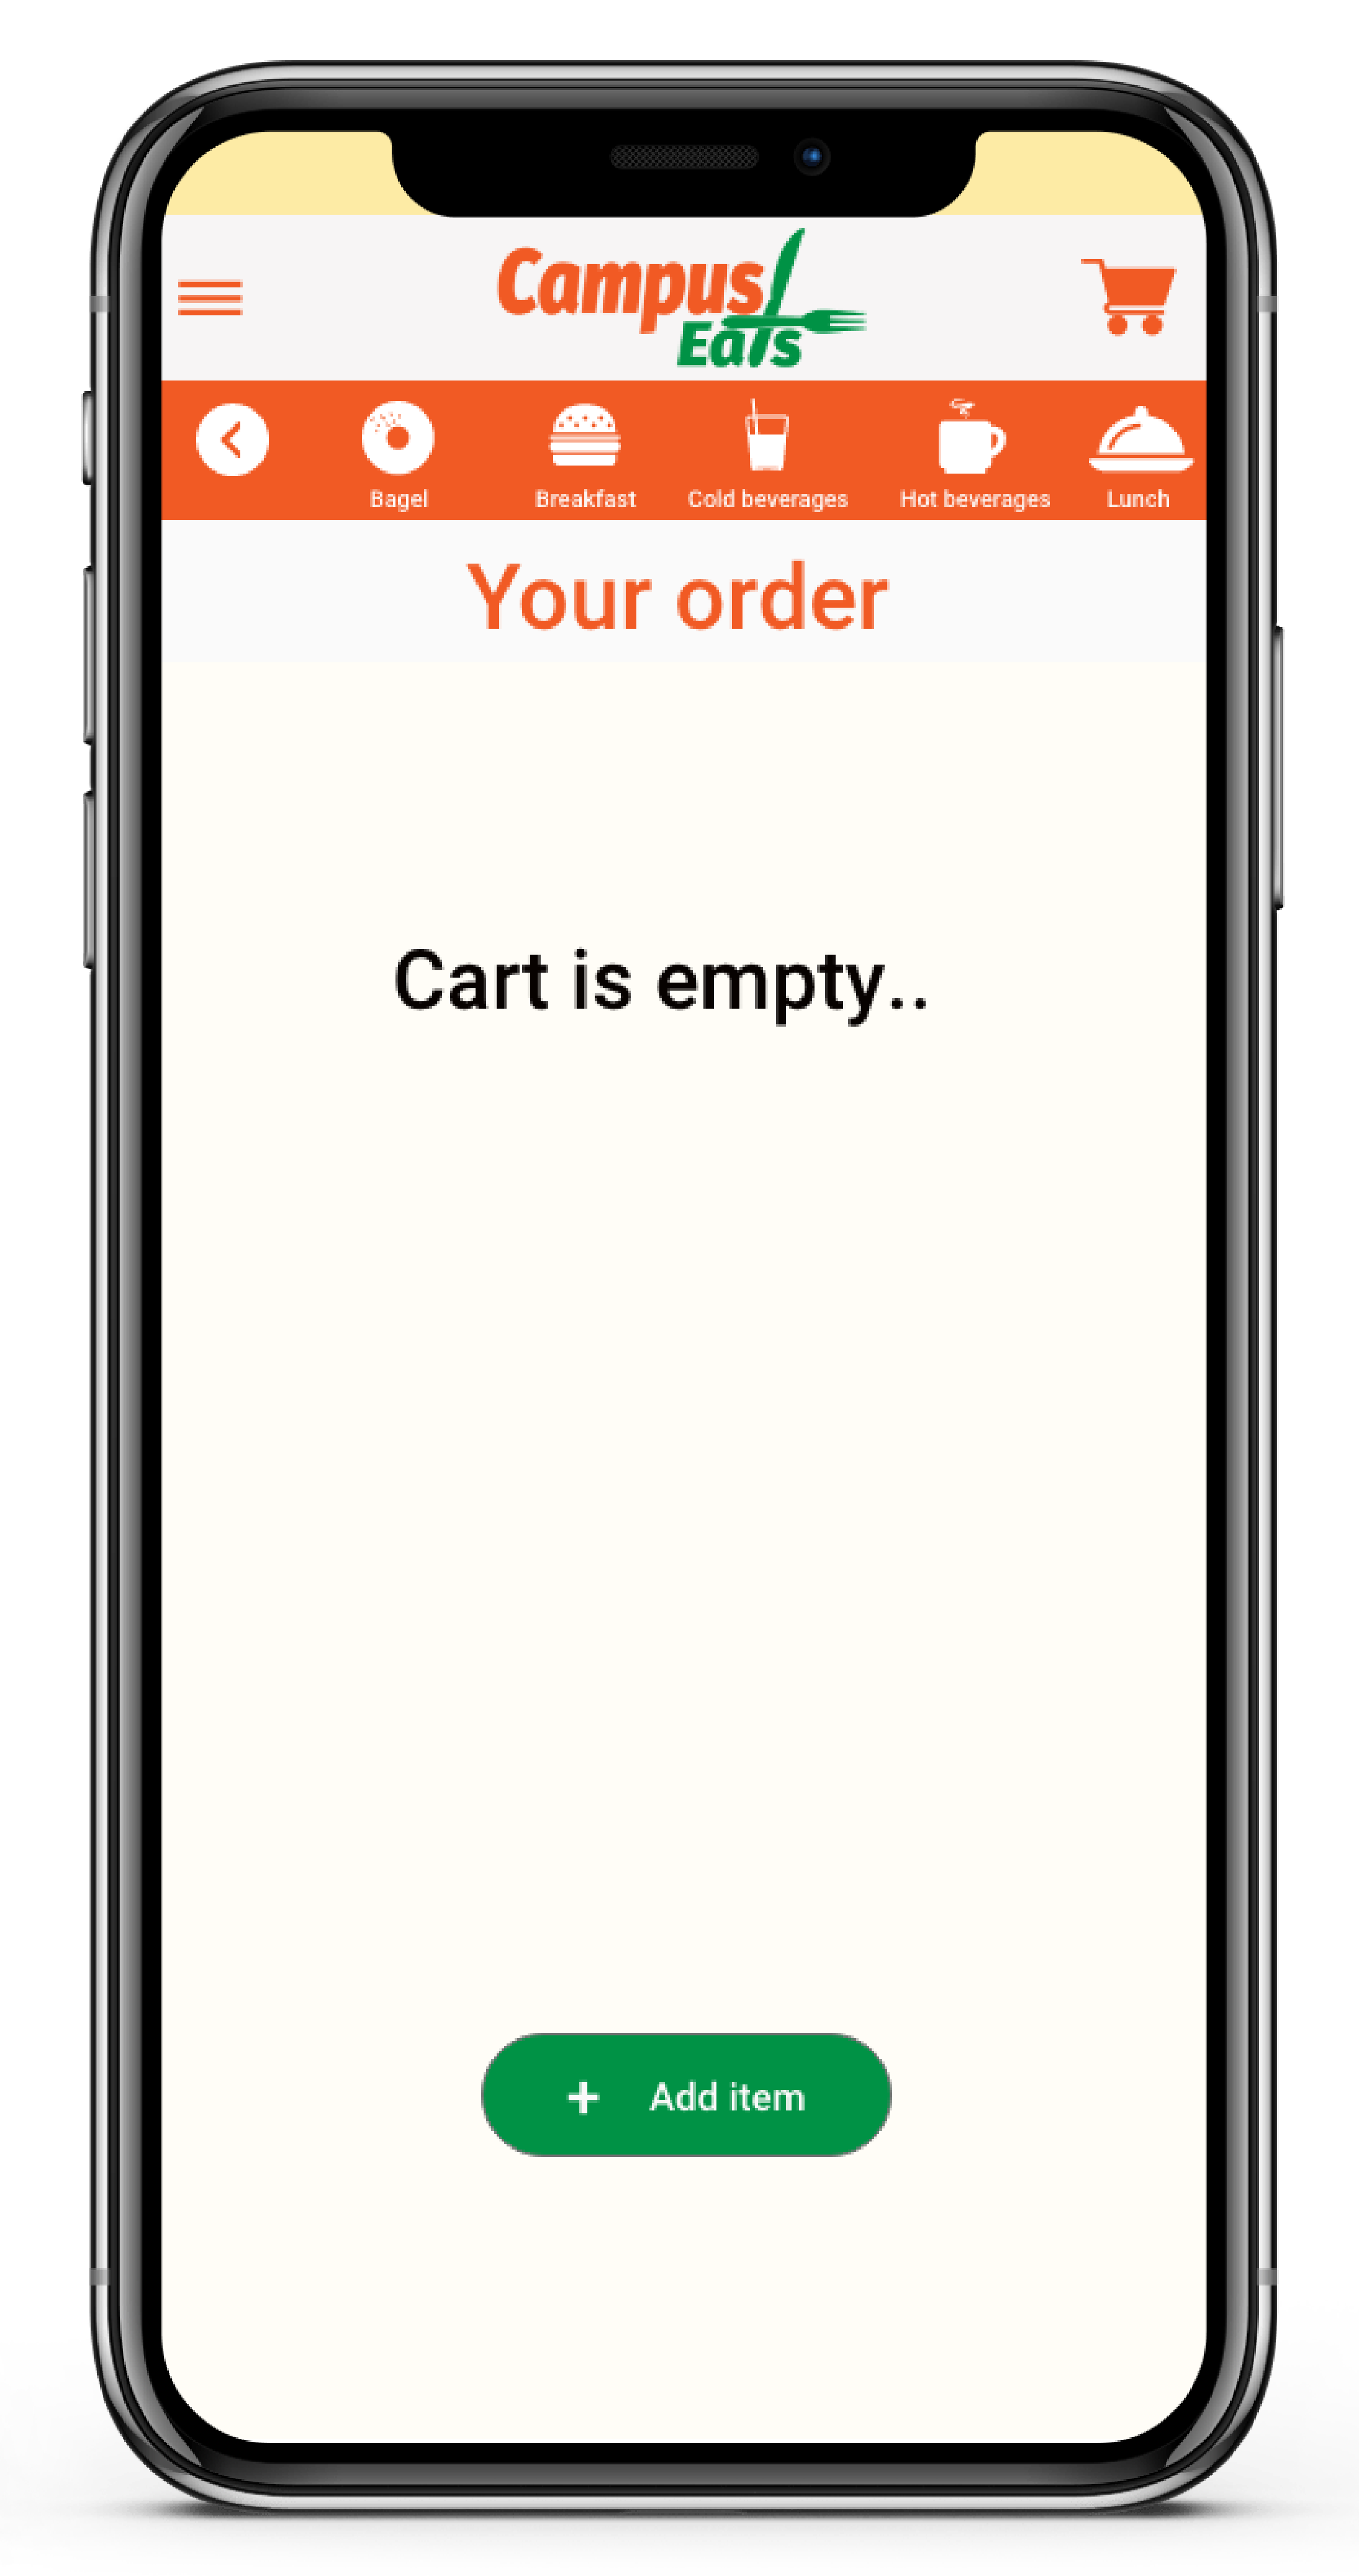 Campus
Eats
Bagel Breakfast Cold beverages Hot beverages Lunch
Your order
Cart is empty..
+ Add item